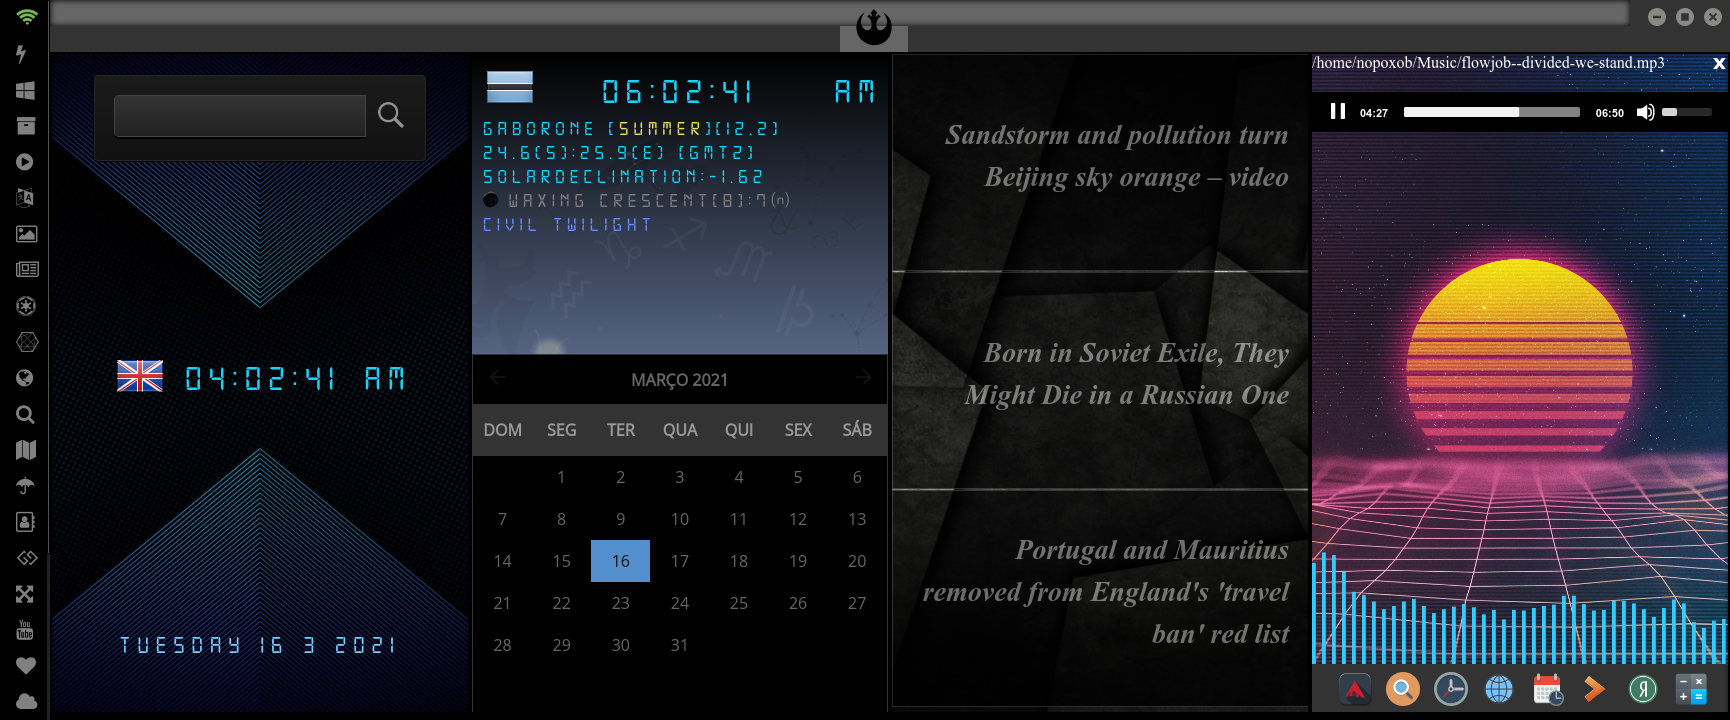 04:02:41 AM
TUESDAY 16 3 2021
06:02:41 AM
GABORONE (SUMMER)(12.2)
24.6(S):25.9(E) (GMT2)
SOLARDECLINATION:-1.62
WAXING CRESCENT(8):7(n)
CIVIL TWILIGHT
MARÇO 2021
DOM SEG TER QUA QUI SEX SÁB
1 2 3 4 5 6
7 8 9 10 11 12 13
14 15 16 17 18 19 20
21 22 23 24 25 26 27
28 29 30 31
Sandstorm and pollution turn
Beijing sky orange – video
Born in Soviet Exile, They
Might Die in a Russian One
Portugal and Mauritius
removed from England's 'travel
ban' red list
/home/nopoxob/Music/flowjob--divided-we-stand.mp3 x
04:27 06:50
You
Tube
Я